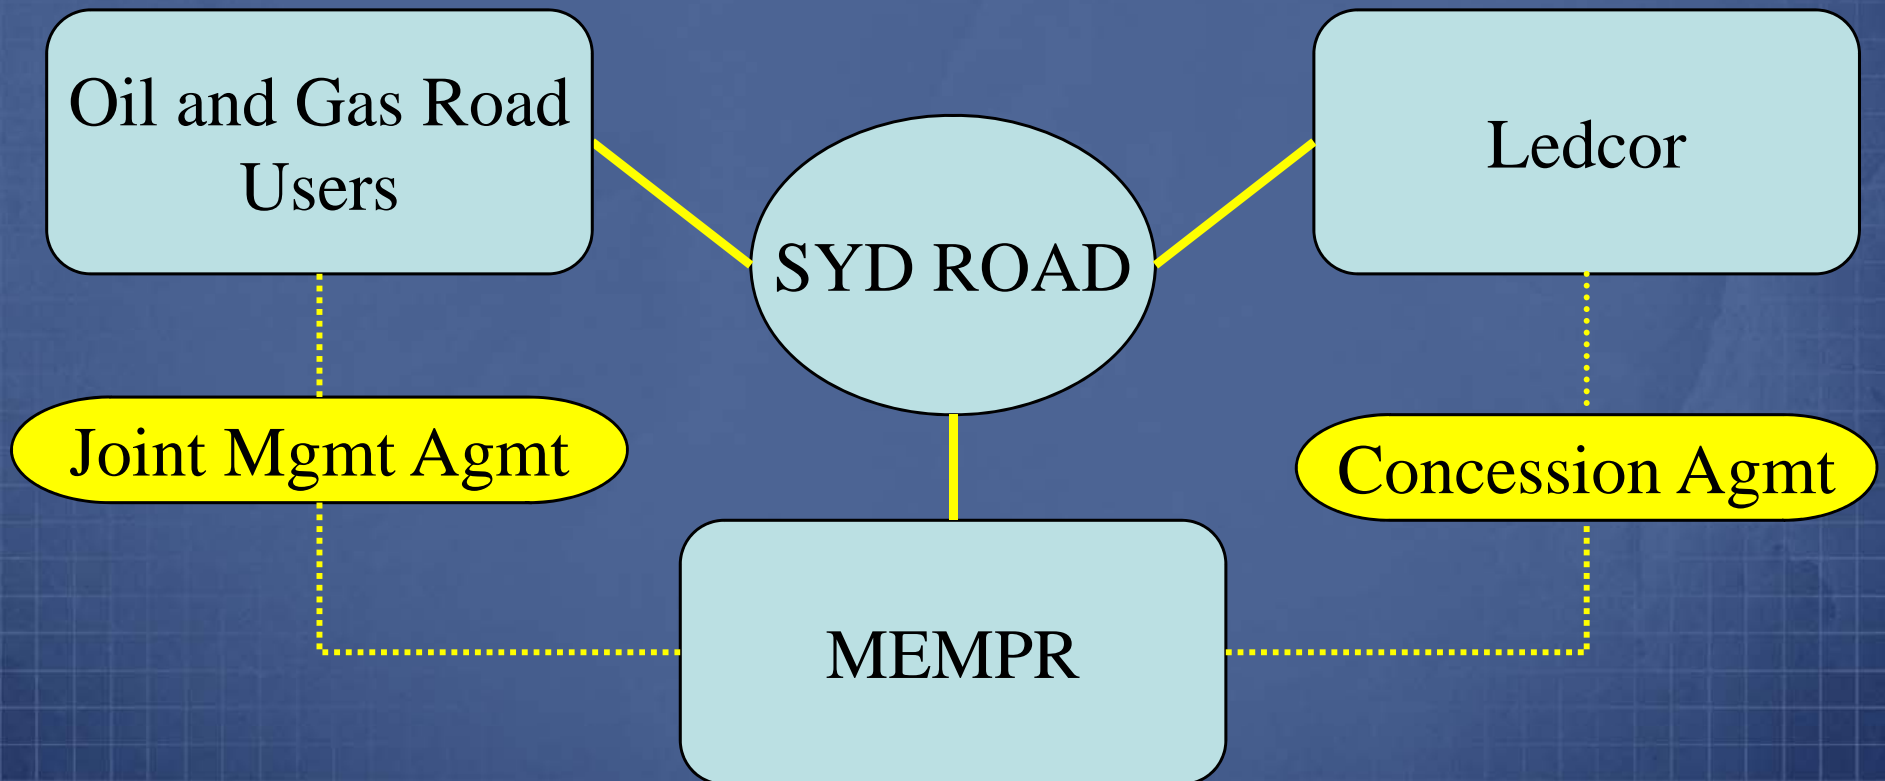 Oil and Gas Road
Users
Ledcor
SYD ROAD
Joint Mgmt Agmt
Concession Agmt
MEMPR